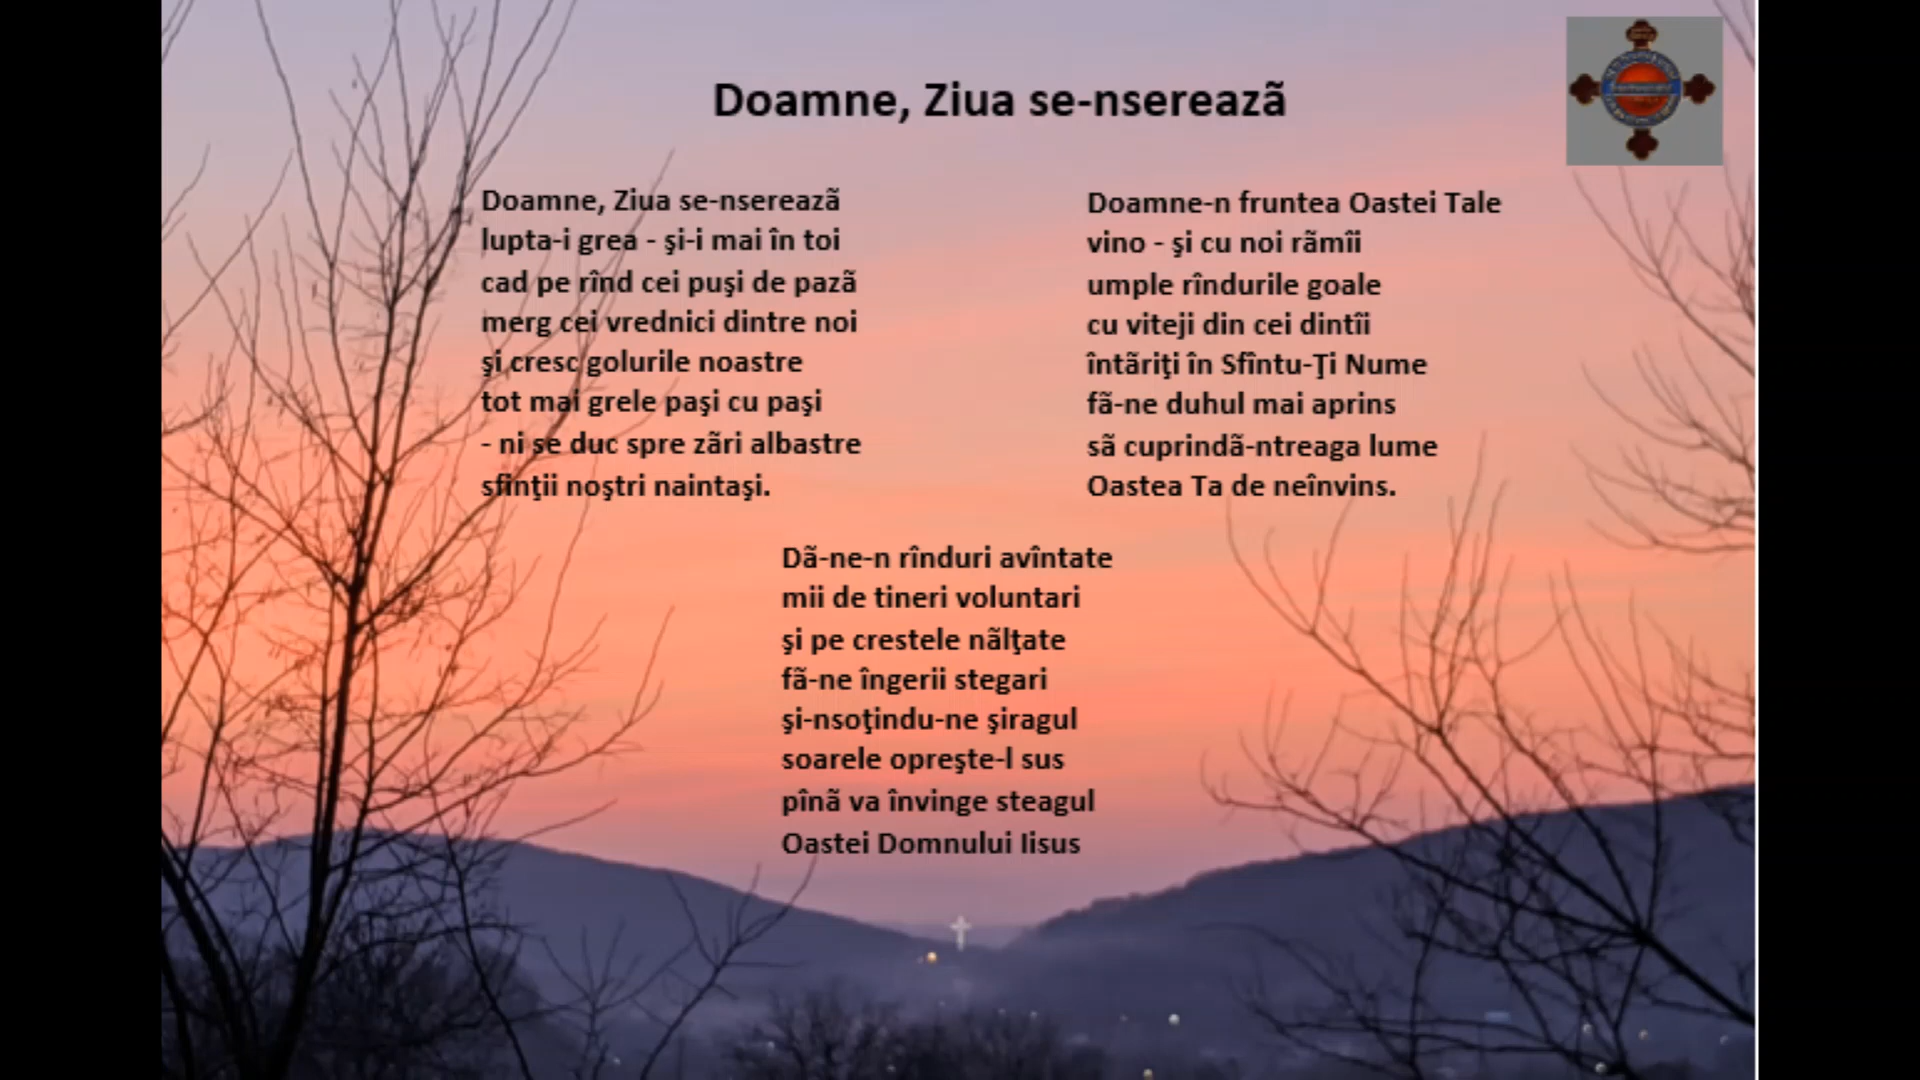 Doamne, Ziua se-nsereazã
Doamne, Ziua se-nsereazã
lupta-i grea - şi-i mai în toi
cad pe rînd cei puşi de pazã
merg cei vrednici dintre noi
şi cresc golurile noastre
tot mai grele paşi cu paşi
- ni se duc spre zãri albastre
sfinţii noştri naintaşi.
Doamne-n fruntea Oastei Tale
vino - şi cu noi rãmîi
umple rîndurile goale
cu viteji din cei dintîi
întãriţi în Sfîntu-Ţi Nume
fã-ne duhul mai aprins
sã cuprindã-ntreaga lume
Oastea Ta de neînvins.
Dã-ne-n rînduri avîntate
mii de tineri voluntari
şi pe crestele nãlţate
fã-ne îngerii stegari
şi-nsoţindu-ne şiragul
soarele opreşte-l sus
pînã va învinge steagul
Oastei Domnului Iisus